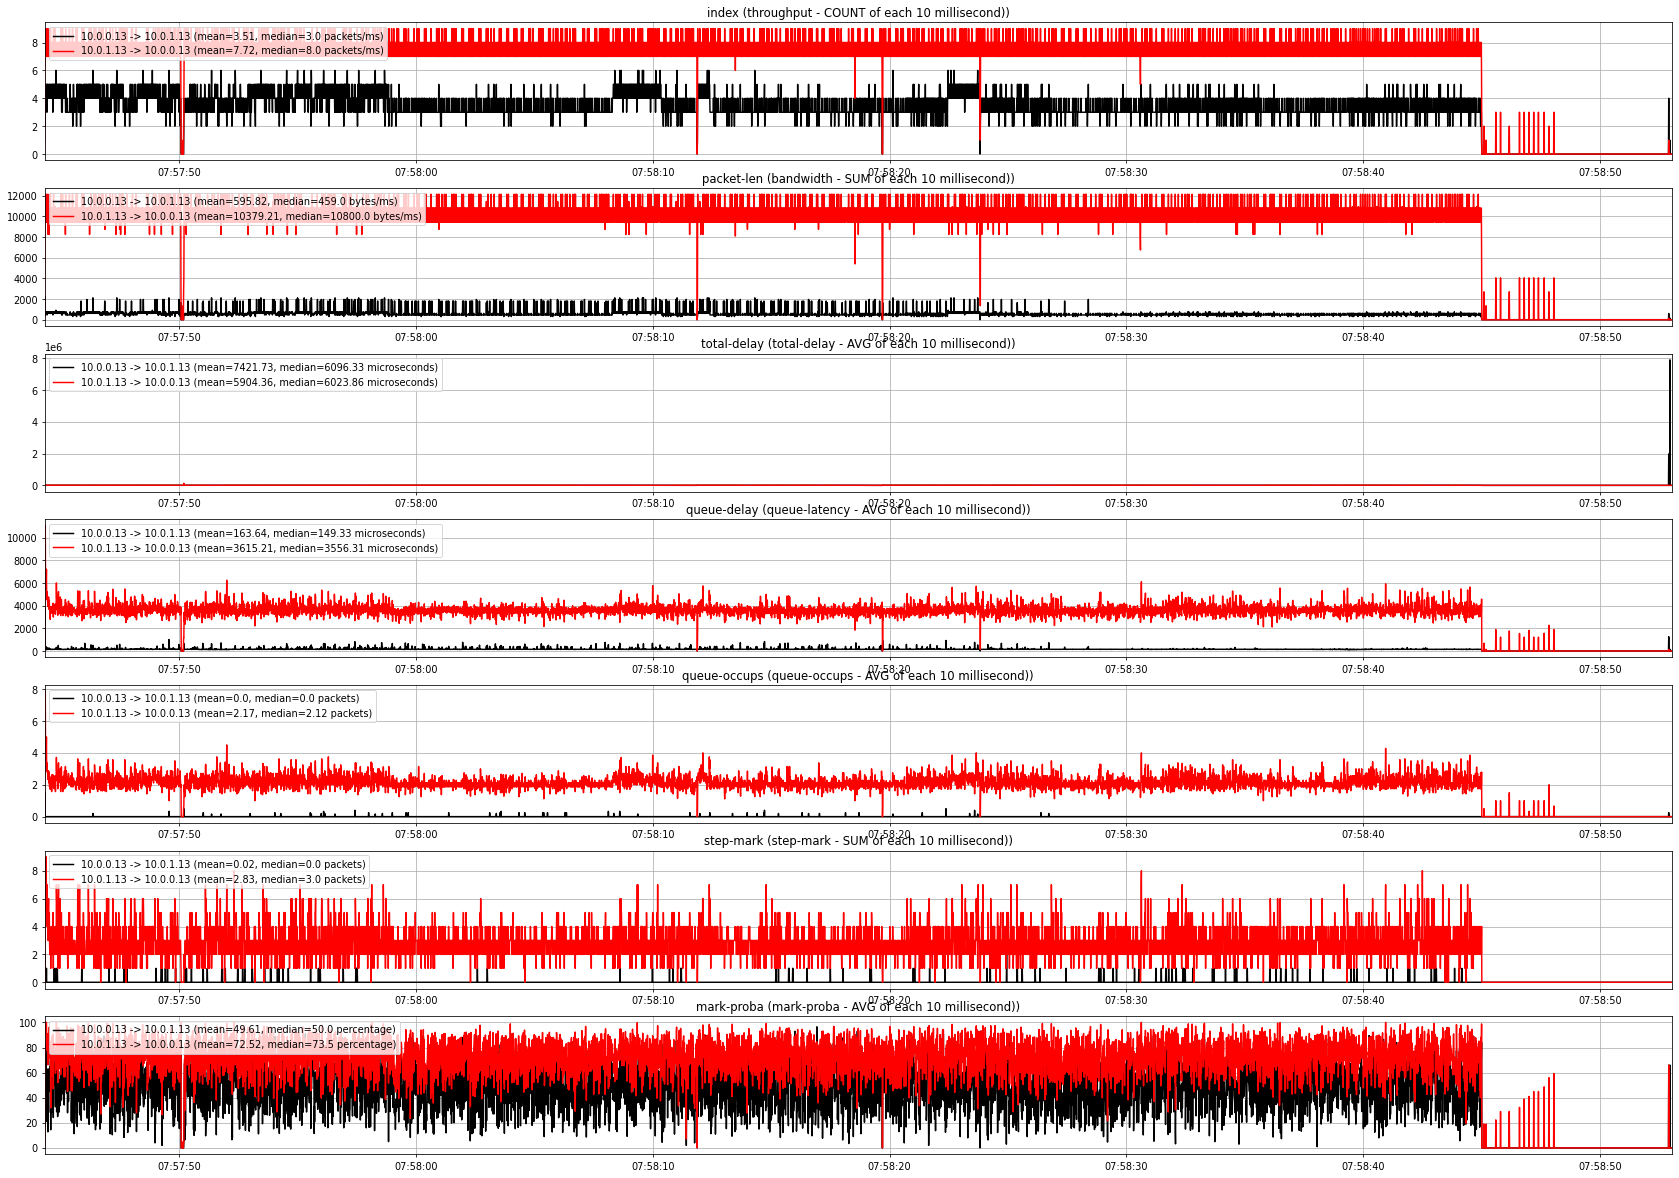 index (throughput - COUNT of each 10 millisecond))
10.0.0.13 -> 10.0.1.13 (mean=3.51, median=3.0 packets/ms)
10.0.1.13 -> 10.0.0.13 (mean=7.72, median=8.0 packets/ms)
8
6
4
2
0
07:57:50 07:58:00 07:58:10 07:58:20 07:58:30 07:58:40 07:58:50
packet-len (bandwidth - SUM of each 10 millisecond))
10.0.0.13 -> 10.0.1.13 (mean=595.82, median=459.0 bytes/ms)
10.0.1.13 -> 10.0.0.13 (mean=10379.21, median=10800.0 bytes/ms)
12000
10000
8000
6000
4000
2000
0
07:57:50 07:58:00 07:58:10 07:58:20 07:58:30 07:58:40 07:58:50
total-delay (total-delay - AVG of each 10 millisecond))
1e6
10.0.0.13 -> 10.0.1.13 (mean=7421.73, median=6096.33 microseconds)
10.0.1.13 -> 10.0.0.13 (mean=5904.36, median=6023.86 microseconds)
8
6
4
2
0
07:57:50 07:58:00 07:58:10 07:58:20 07:58:30 07:58:40 07:58:50
queue-delay (queue-latency - AVG of each 10 millisecond))
10.0.0.13 -> 10.0.1.13 (mean=163.64, median=149.33 microseconds)
10.0.1.13 -> 10.0.0.13 (mean=3615.21, median=3556.31 microseconds)
10000
8000
6000
4000
2000
0
07:57:50 07:58:00 07:58:10 07:58:20 07:58:30 07:58:40 07:58:50
queue-occups (queue-occups - AVG of each 10 millisecond))
10.0.0.13 -> 10.0.1.13 (mean=0.0, median=0.0 packets)
10.0.1.13 -> 10.0.0.13 (mean=2.17, median=2.12 packets)
8
6
4
2
0
07:57:50 07:58:00 07:58:10 07:58:20 07:58:30 07:58:40 07:58:50
step-mark (step-mark - SUM of each 10 millisecond))
10.0.0.13 -> 10.0.1.13 (mean=0.02, median=0.0 packets)
10.0.1.13 -> 10.0.0.13 (mean=2.83, median=3.0 packets)
8
6
4
2
0
07:57:50 07:58:00 07:58:10 07:58:20 07:58:30 07:58:40 07:58:50
mark-proba (mark-proba - AVG of each 10 millisecond))
10.0.0.13 -> 10.0.1.13 (mean=49.61, median=50.0 percentage)
10.0.1.13 -> 10.0.0.13 (mean=72.52, median=73.5 percentage)
100
80
60
40
20
0
07:57:50 07:58:00 07:58:10 07:58:20 07:58:30 07:58:40 07:58:50